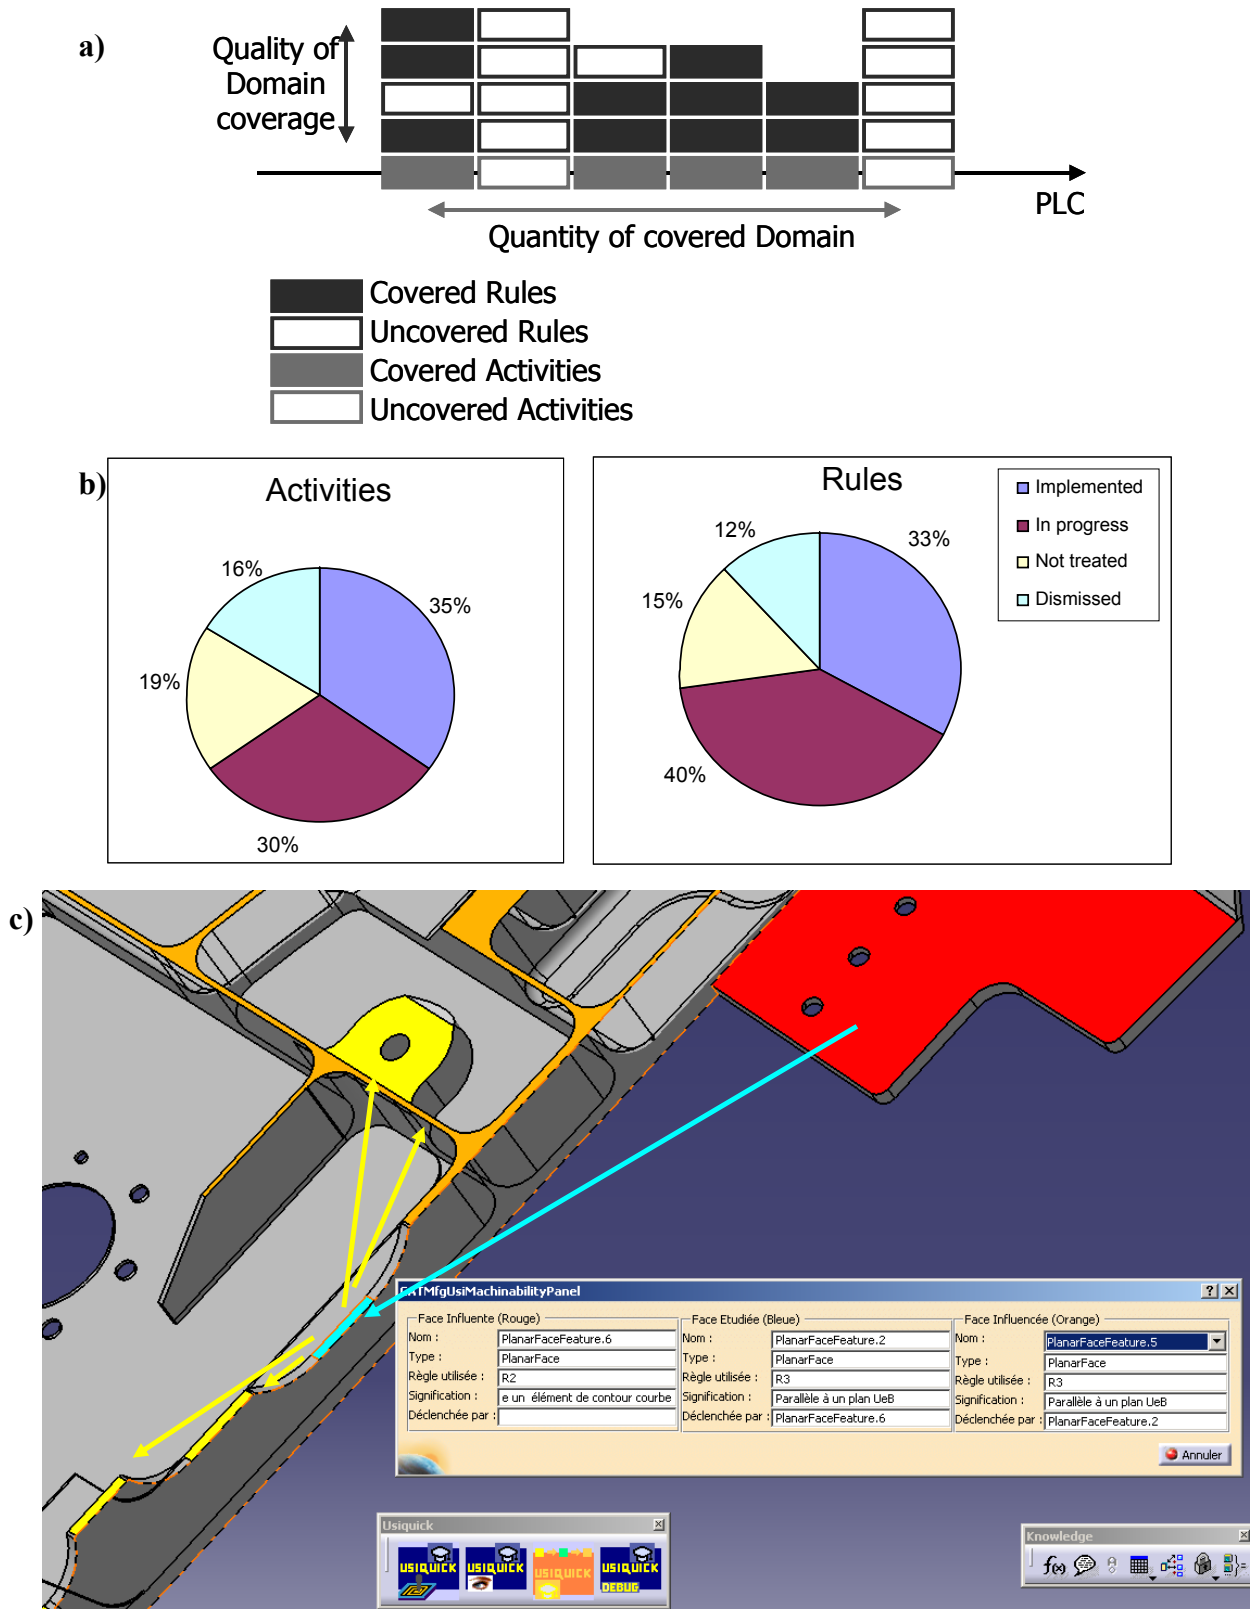 a)
Quality of
Domain
coverage
PLC
Quantity of covered Domain
Covered Rules
Uncovered Rules
Covered Activities
Uncovered Activities
b)
Activities
16%
35%
19%
30%
Rules
12%
33%
15%
40%
Implemented
In progress
Not treated
Dismissed
c)
CATMfgUsiMachinabilityPanel
Face Influente (Rouge)
Nom : PlanarFaceFeature.6
Type : PlanarFace
Règle utilisée : R2
Signification : e un élément de contour courbe
Déclenchée par :
Face Etudiée (Bleue)
Nom : PlanarFaceFeature.2
Type : PlanarFace
Règle utilisée : R3
Signification : Parallèle à un plan UeB
Déclenchée par : PlanarFaceFeature.6
Face Influencée (Orange)
Nom : PlanarFaceFeature.5
Type : PlanarFace
Règle utilisée : R3
Signification : Parallèle à un plan UeB
Déclenchée par : PlanarFaceFeature.2
Annuler
Usiquick
USIQUICK
USIQUICK
USIQUICK
USIQUICK
DEBUG
Knowledge
f(x)